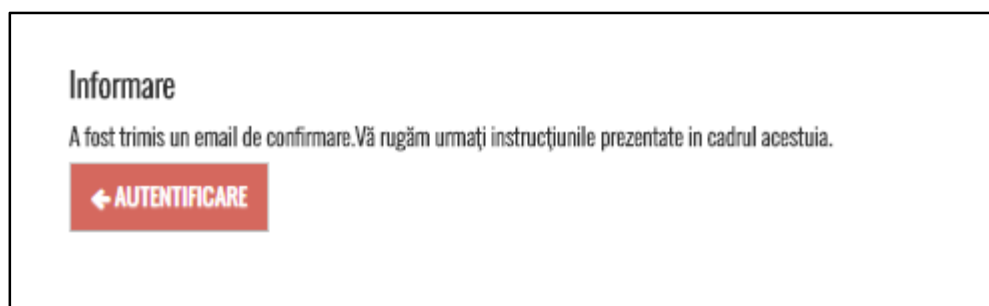 Informare
A fost trimis un email de confirmare.Vă rugăm urmați instrucțiunile prezentate in cadrul acestuia.
AUTENTIFICARE